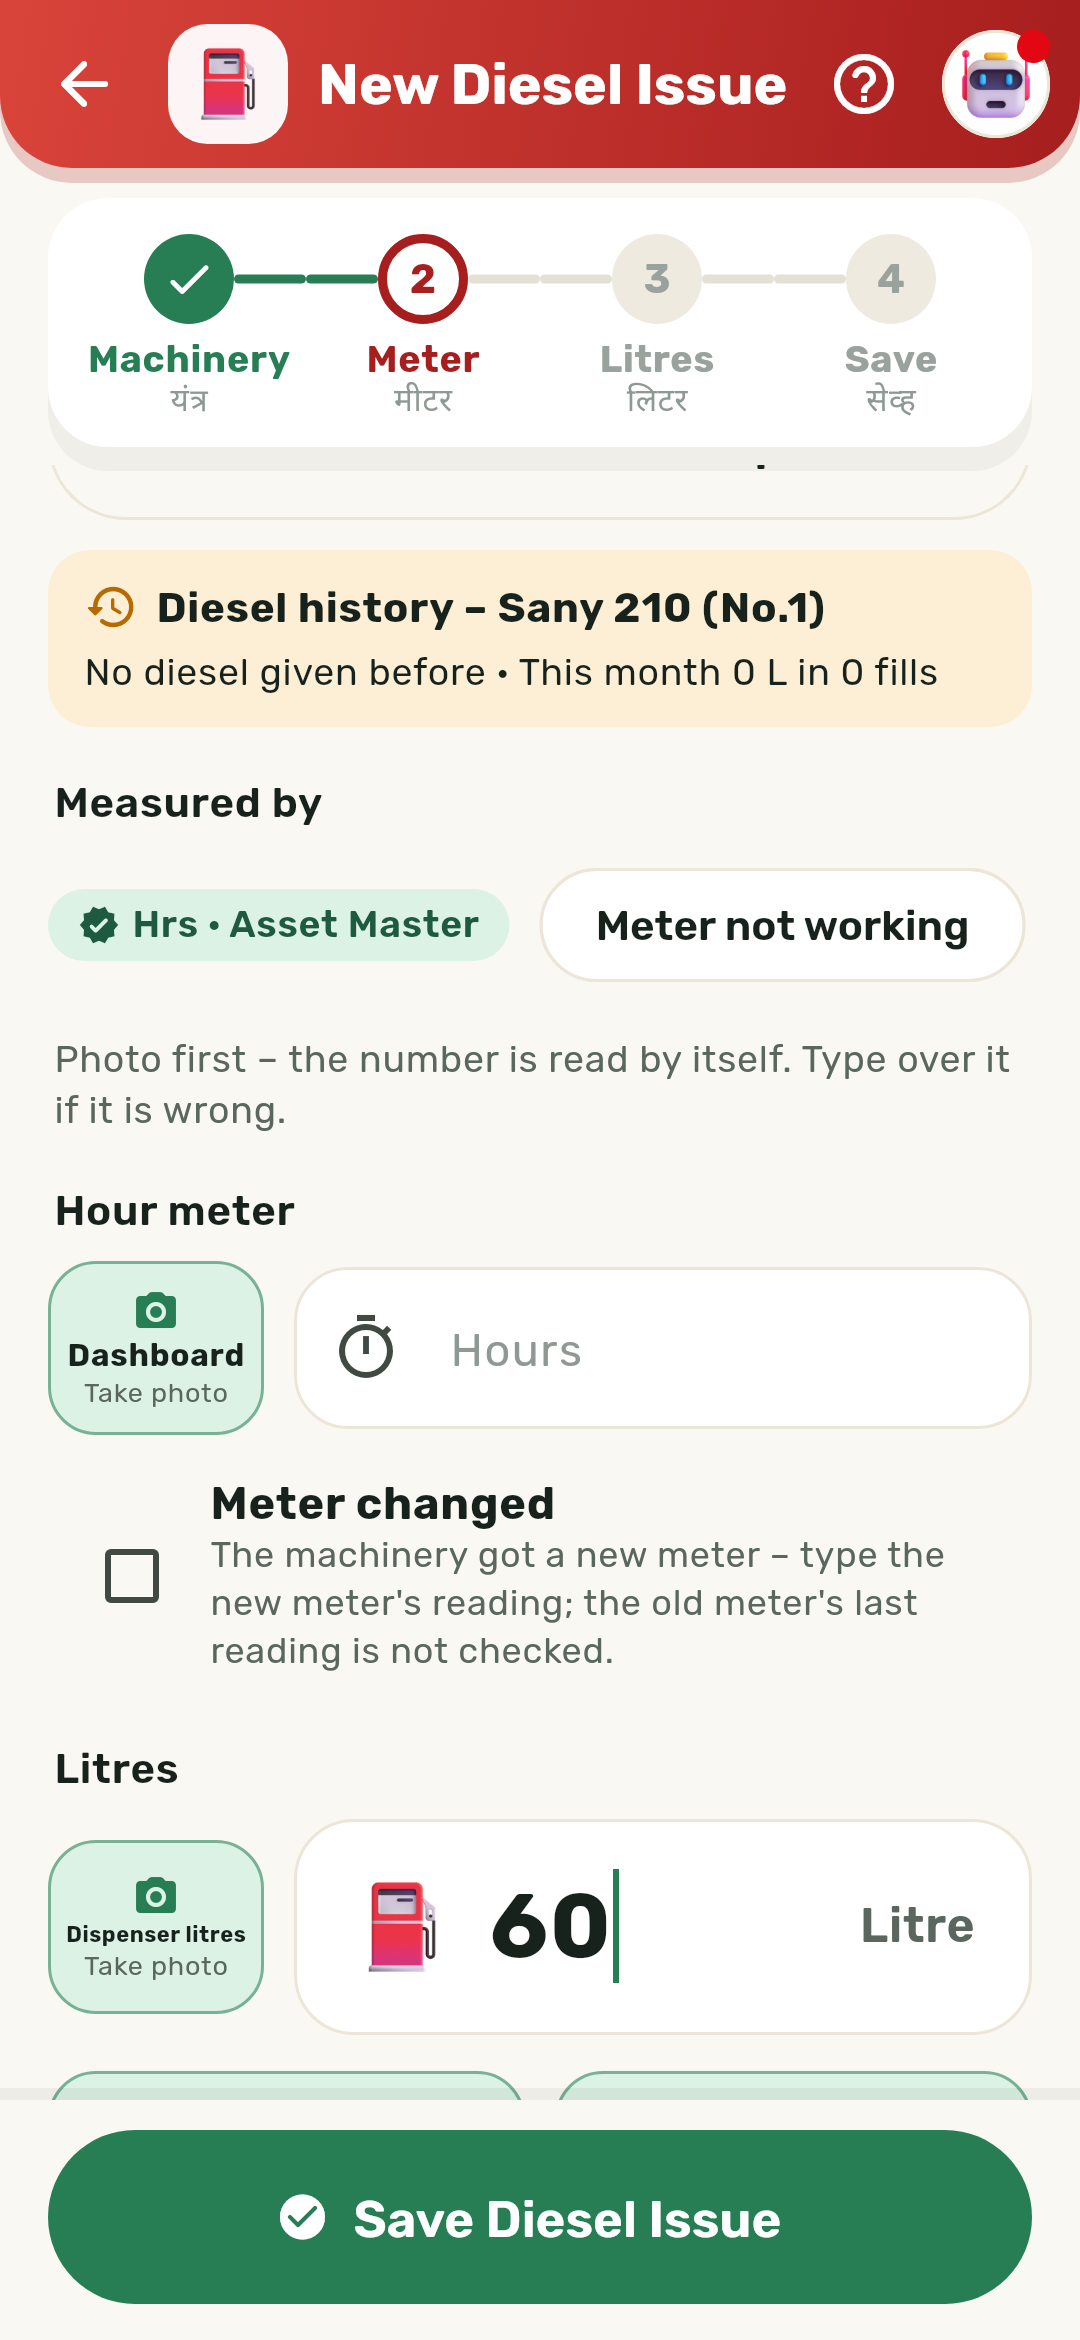 New Diesel Issue
2
3
4
Machinery
Meter
Litres
Save
यंत्र
मीटर
लिटर
सेव्ह
Diesel history – Sany 210 (No.1)
No diesel given before • This month 0 L in 0 fills
Measured by
Hrs • Asset Master
Meter not working
Photo first – the number is read by itself. Type over it
if it is wrong.
Hour meter
Dashboard
Take photo
Hours
Meter changed
The machinery got a new meter – type the
new meter's reading; the old meter's last
reading is not checked.
Litres
Dispenser litres
Take photo
60
Litre
Save Diesel Issue